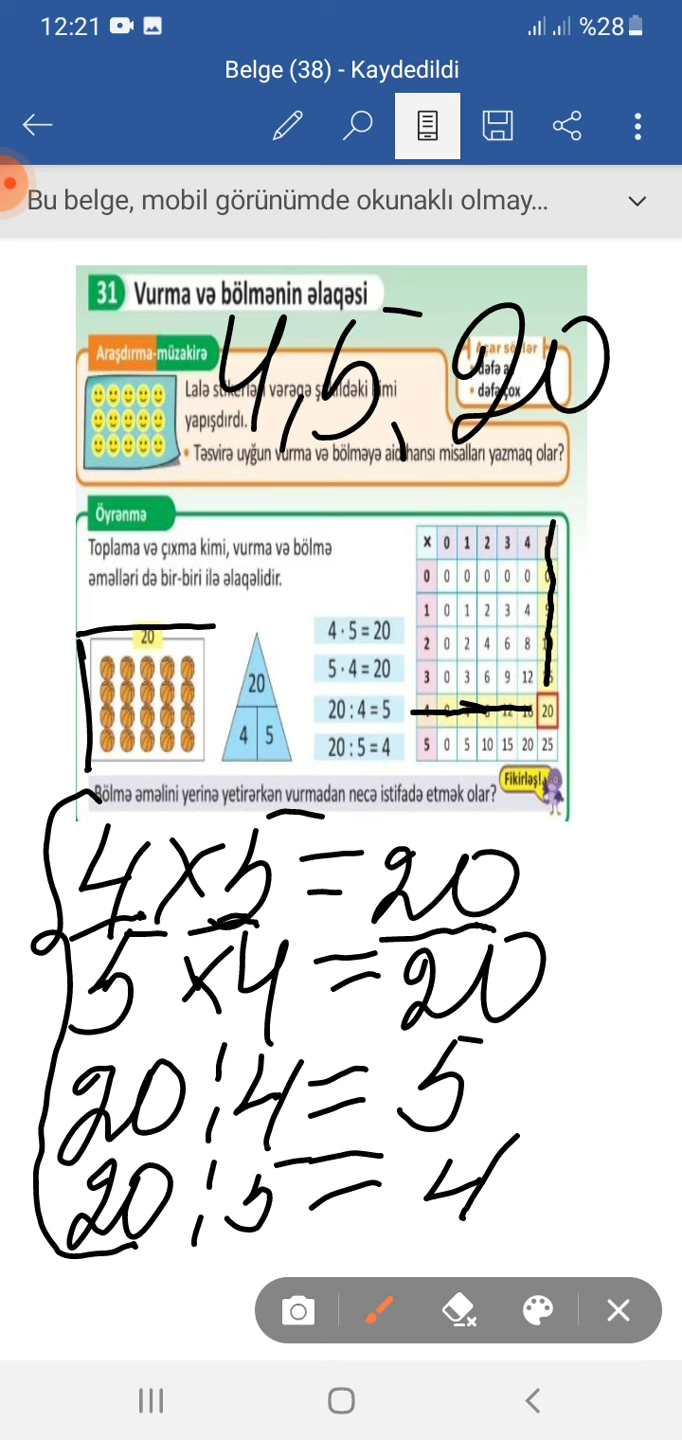 12:21 %28
Belge (38) - Kaydedildi
Bu belge, mobil görünümde okunaklı olmay...
31 Vurma və bölmənin əlaqəsi
4, 5, 20
Araşdırma-müzakirə
Lalə vərəqə kimi
yapışdırdı.
• Təsvirə uyğun vurma və bölməyə aid hansı misalları yazmaq olar?
Öyrənmə
Toplama və çıxma kimi, vurma və bölmə
əməlləri də bir-biri ilə əlaqəlidir.
20
20
4 5
4 · 5 = 20
5 · 4 = 20
20 : 4 = 5
20 : 5 = 4
x 0 1 2 3 4
0 0 0 0 0 0
1 0 1 2 3 4
2 0 2 4 6 8
3 0 3 6 9 12
20
5 0 5 10 15 20 25
Fikirləş!
Bölmə əməlini yerinə yetirərkən vurmadan necə istifadə etmək olar?
4 x 5 = 20
5 x 4 = 20
20 : 4 = 5
20 : 5 = 4